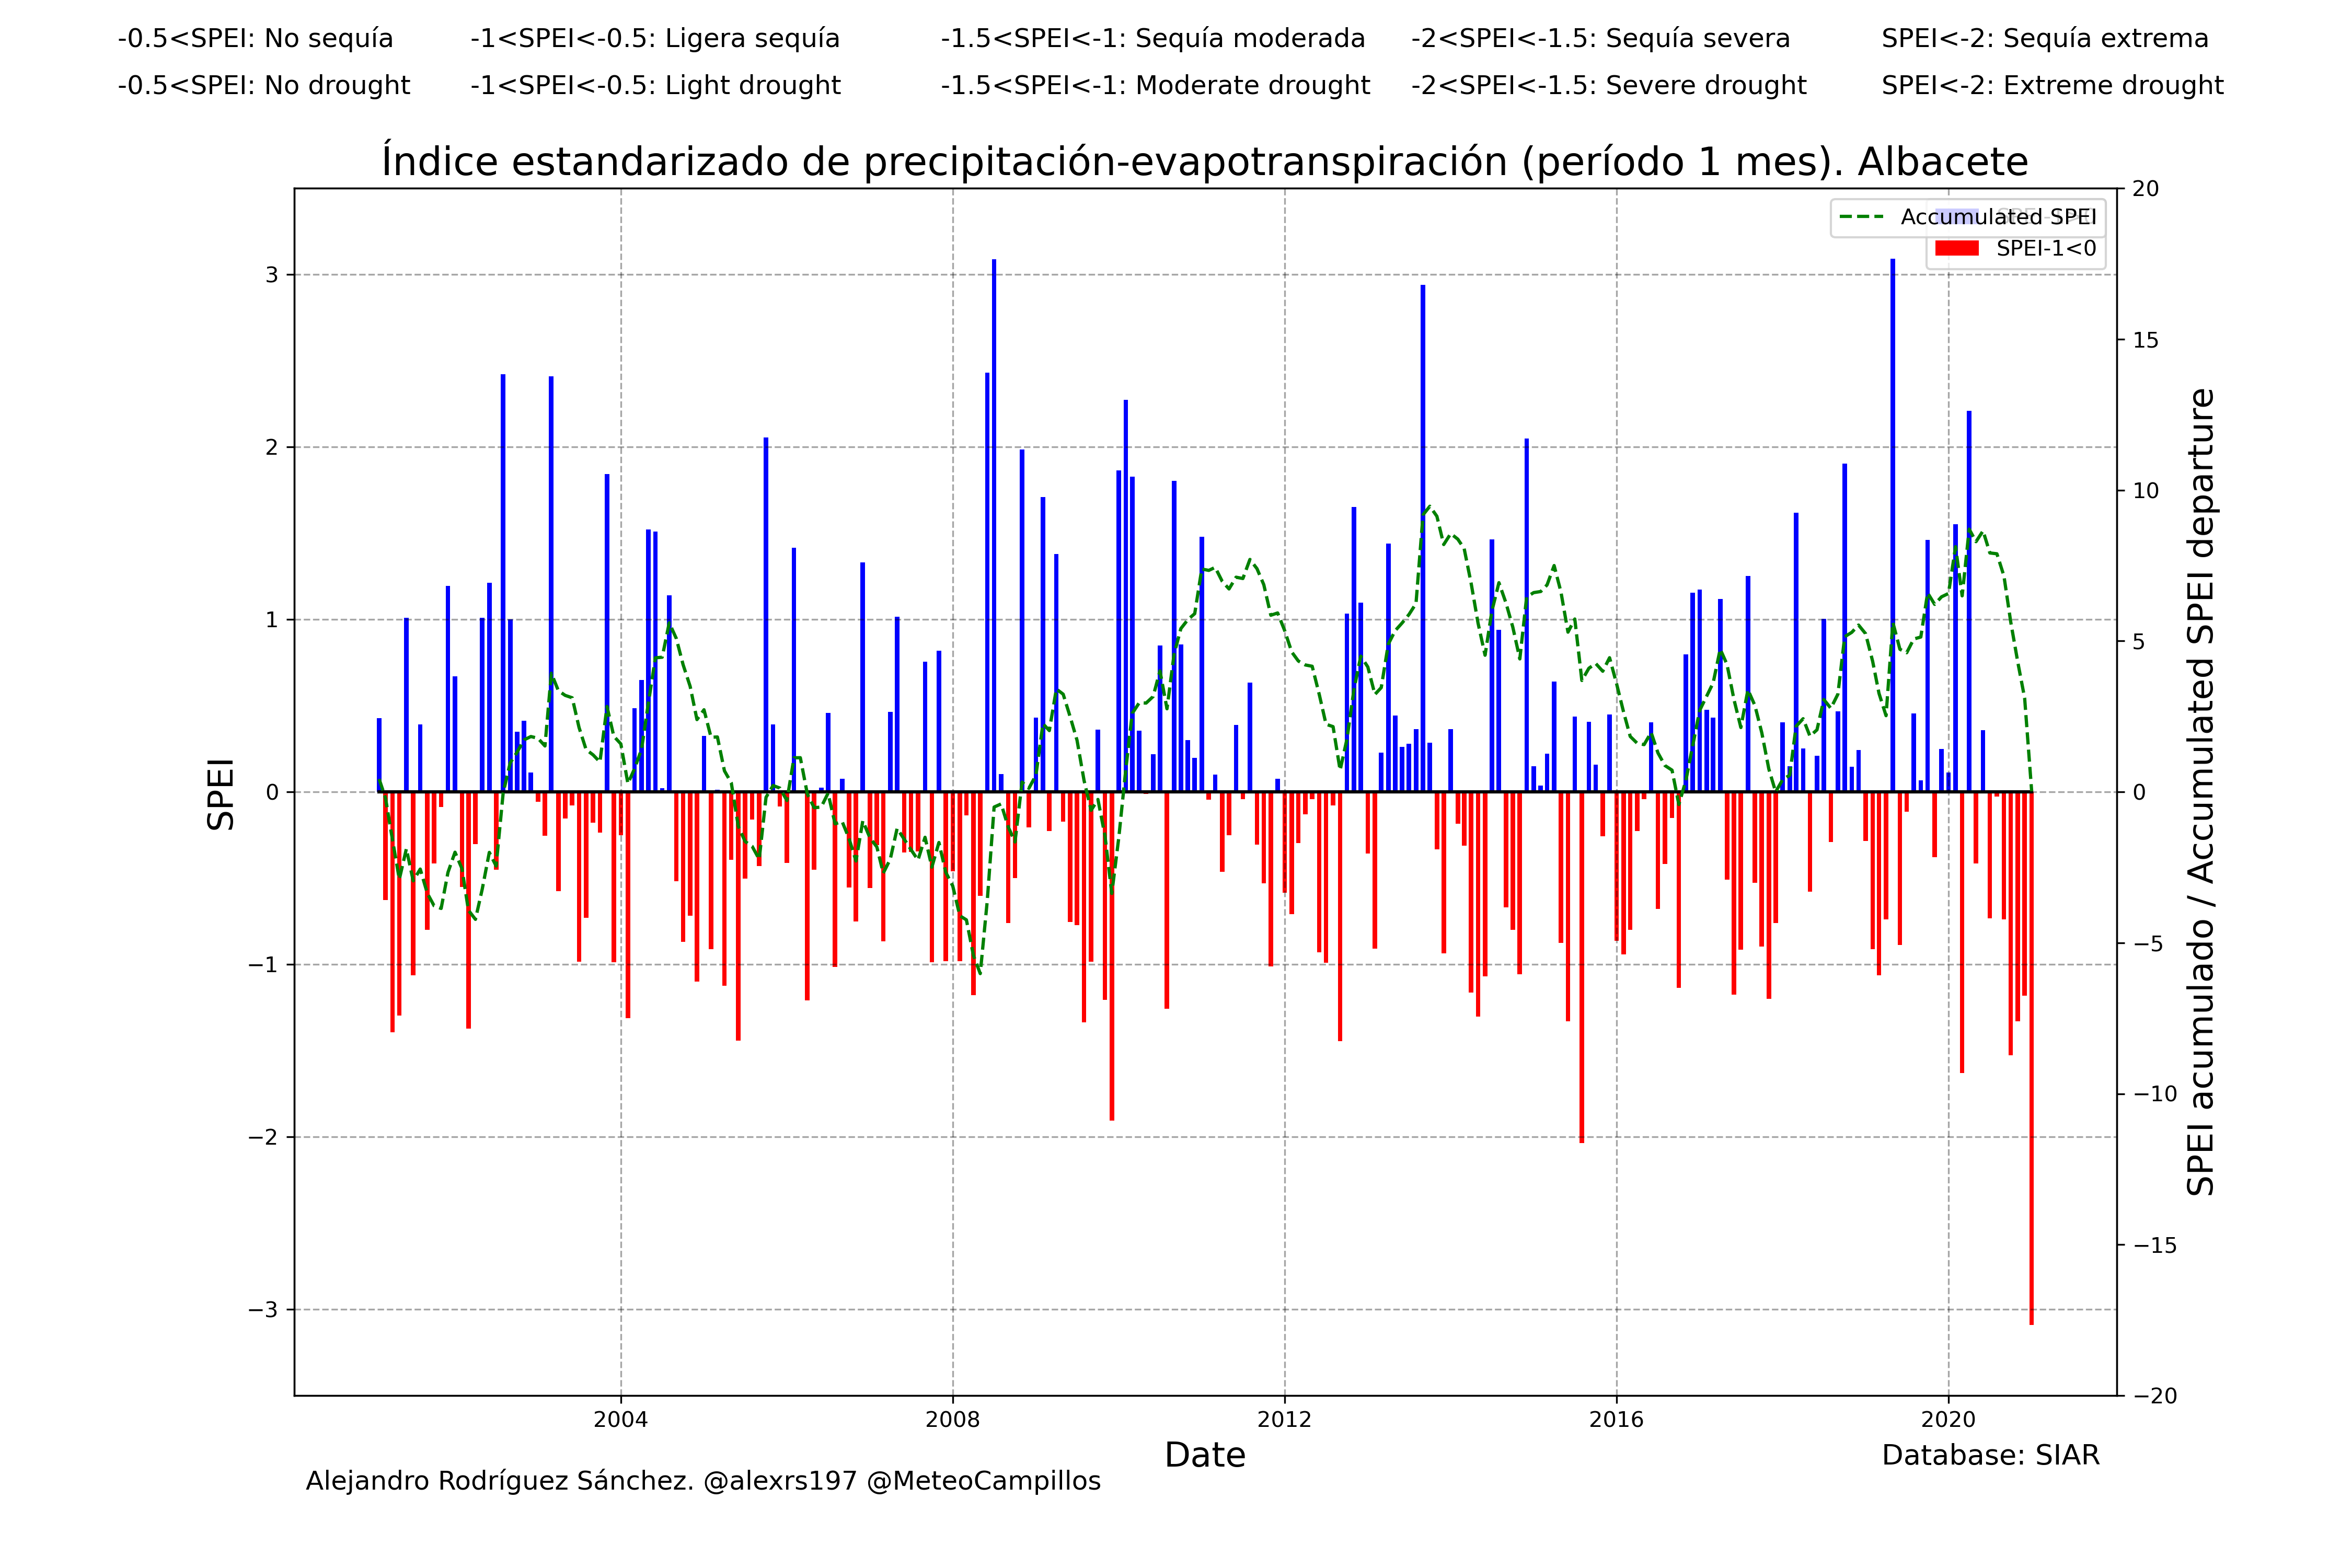 -0.5<SPEI: No sequía -1<SPEI<-0.5: Ligera sequía -1.5<SPEI<-1: Sequía moderada -2<SPEI<-1.5: Sequía severa SPEI<-2: Sequía extrema
-0.5<SPEI: No drought -1<SPEI<-0.5: Light drought -1.5<SPEI<-1: Moderate drought -2<SPEI<-1.5: Severe drought SPEI<-2: Extreme drought
Índice estandarizado de precipitación-evapotranspiración (período 1 mes). Albacete
Accumulated SPEI
SPEI-1<0
SPEI
3
2
1
0
−1
−2
−3
20
15
10
5
0
−5
−10
−15
−20
SPEI acumulado / Accumulated SPEI departure
2004 2008 2012 2016 2020
Date
Database: SIAR
Alejandro Rodríguez Sánchez. @alexrs197 @MeteoCampillos